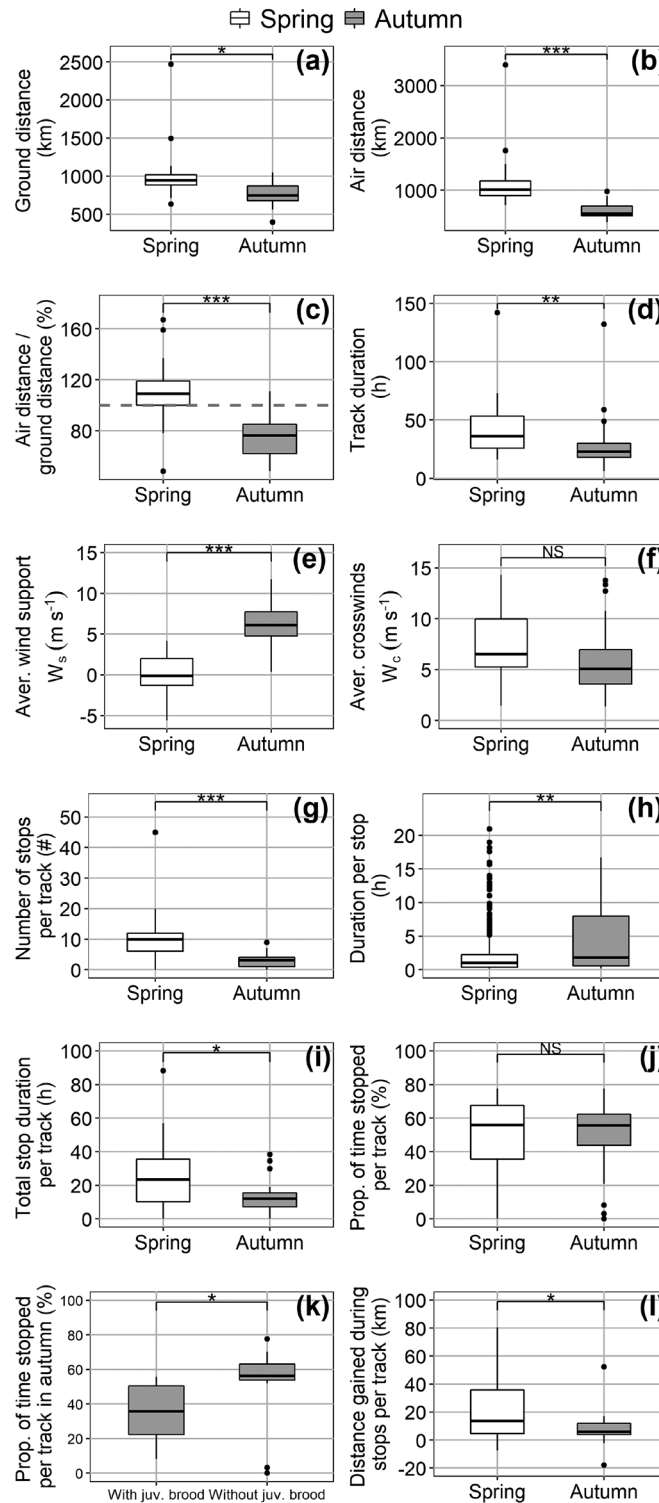 Spring Autumn
(a)
*
Ground distance
(km)
2500
2000
1500
1000
500
Spring Autumn
(b)
***
Air distance
(km)
3000
2000
1000
Spring Autumn
(c)
***
Air distance /
ground distance (%)
160
120
80
Spring Autumn
(d)
**
Track duration
(h)
150
100
50
0
Spring Autumn
(e)
***
Aver. wind support
Ws (m s-1)
15
10
5
0
-5
Spring Autumn
(f)
NS
Aver. crosswinds
Wc (m s-1)
15
10
5
0
Spring Autumn
(g)
***
Number of stops
per track (#)
50
40
30
20
10
0
Spring Autumn
(h)
**
Duration per stop
(h)
20
15
10
5
0
Spring Autumn
(i)
*
Total stop duration
per track (h)
100
80
60
40
20
0
Spring Autumn
(j)
NS
Prop. of time stopped
per track (%)
100
80
60
40
20
0
Spring Autumn
(k)
*
Prop. of time stopped
per track in autumn (%)
100
80
60
40
20
0
With juv. brood Without juv. brood
(l)
*
Distance gained during
stops per track (km)
100
80
60
40
20
0
-20
Spring Autumn